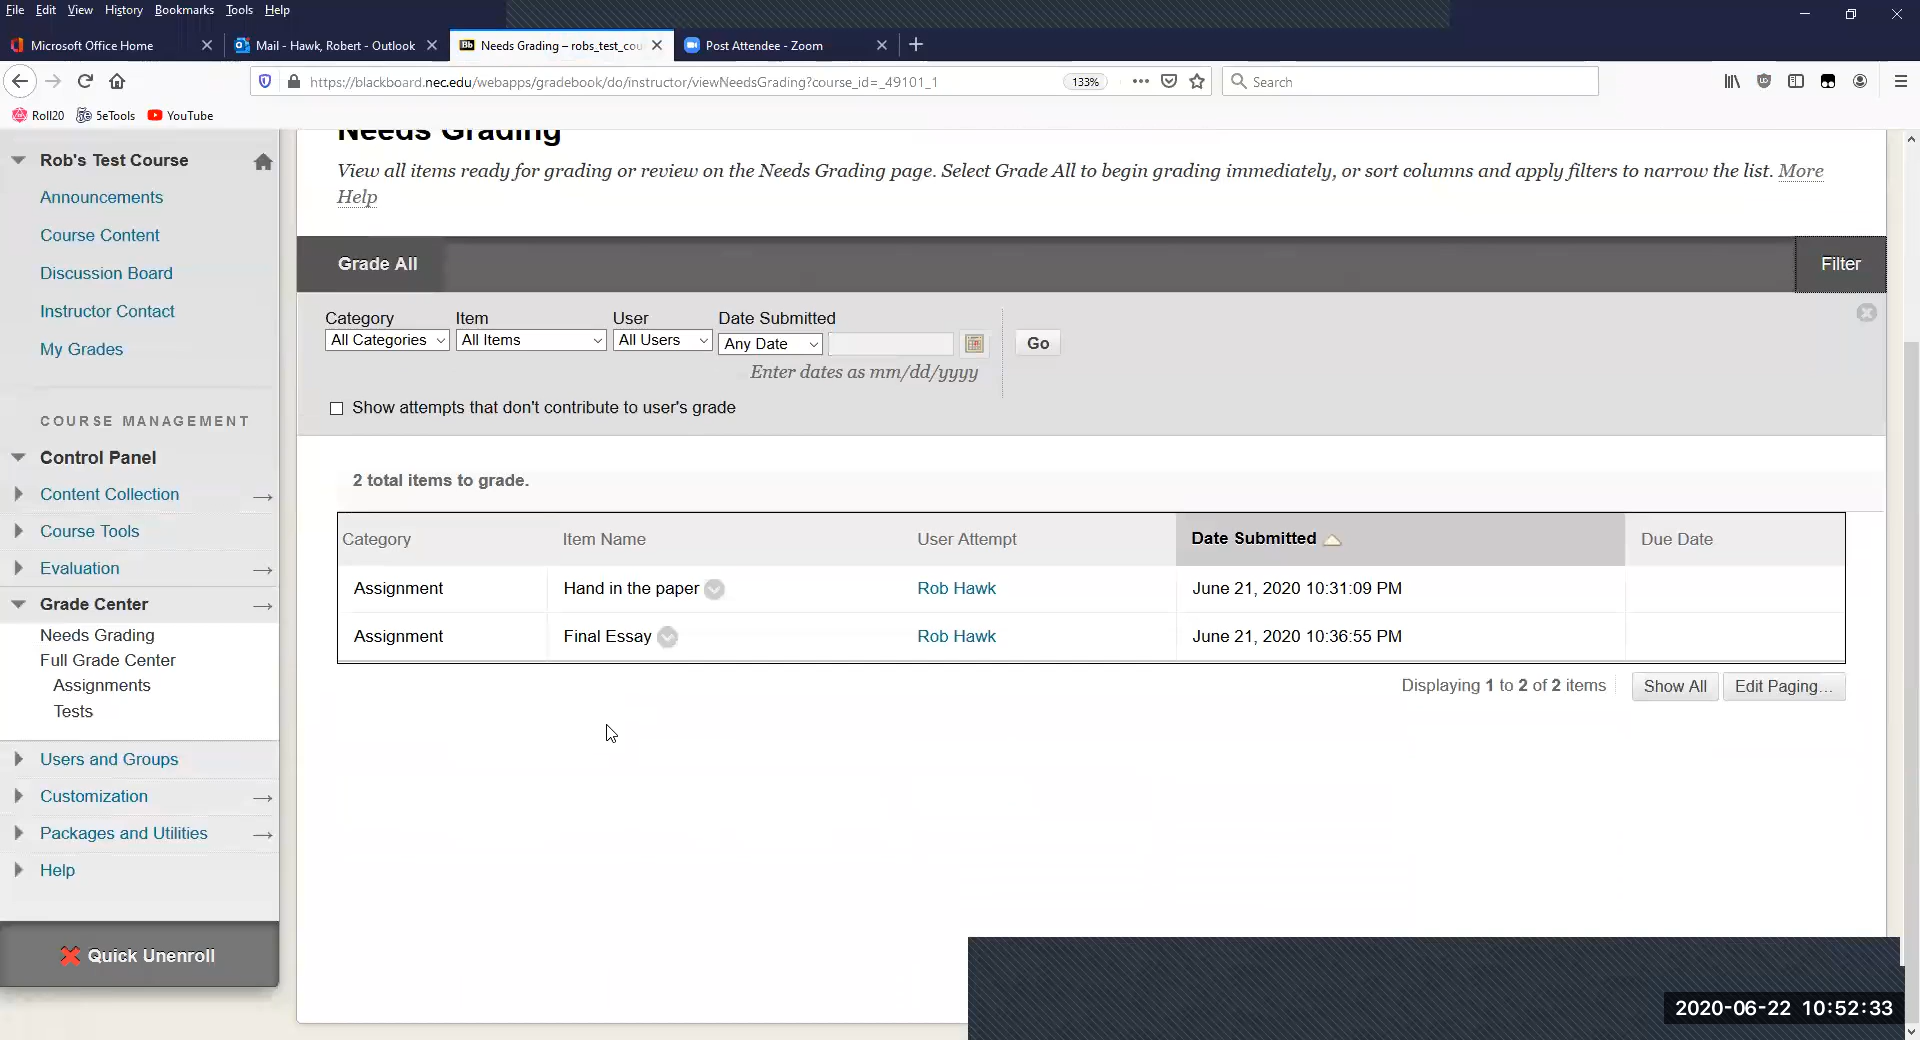 File Edit View History Bookmarks Tools Help
Microsoft Office Home
Mail - Hawk, Robert - Outlook
Needs Grading – robs_test_cou
Post Attendee - Zoom
https://blackboard.nec.edu/webapps/gradebook/do/instructor/viewNeedsGrading?course_id=_49101_1
133%
Search
Roll20 5eTools YouTube
Rob's Test Course
Announcements
Course Content
Discussion Board
Instructor Contact
My Grades
COURSE MANAGEMENT
Control Panel
Content Collection
Course Tools
Evaluation
Grade Center
Needs Grading
Full Grade Center
Assignments
Tests
Users and Groups
Customization
Packages and Utilities
Help
Quick Unenroll
Needs Grading
View all items ready for grading or review on the Needs Grading page. Select Grade All to begin grading immediately, or sort columns and apply filters to narrow the list. More
Help
Grade All Filter
Category Item User Date Submitted
All Categories All Items All Users Any Date Go
Enter dates as mm/dd/yyyy
Show attempts that don't contribute to user's grade
2 total items to grade.
Category Item Name User Attempt Date Submitted Due Date
Assignment Hand in the paper Rob Hawk June 21, 2020 10:31:09 PM
Assignment Final Essay Rob Hawk June 21, 2020 10:36:55 PM
Displaying 1 to 2 of 2 items Show All Edit Paging...
2020-06-22 10:52:33